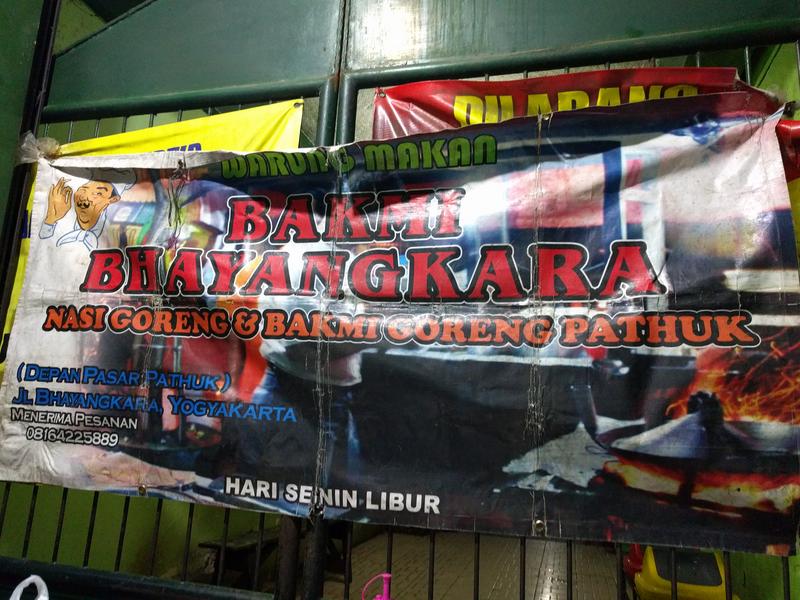 DILARANG
WARUNG MAKAN
BAKMI
BHAYANGKARA
NASI GORENG & BAKMI GORENG PATHUK
(DEPAN PASAR PATHUK)
JL. BHAYANGKARA, YOGYAKARTA
MENERIMA PESANAN
08164225889
HARI SENIN LIBUR